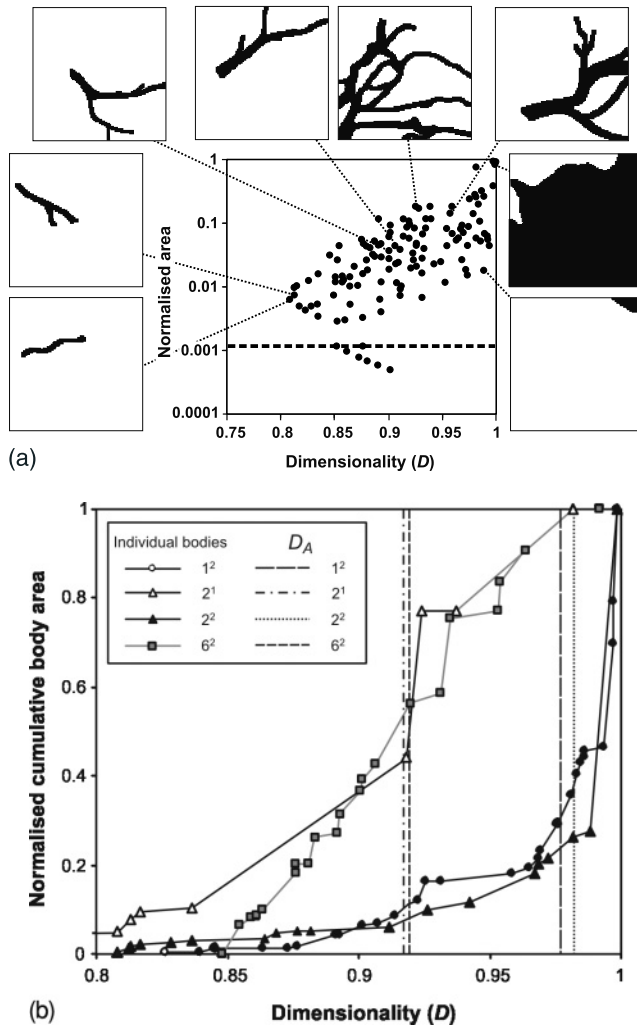 1
0.1
0.01
0.001
0.0001
Normalised area
0.75 0.8 0.85 0.9 0.95 1
Dimensionality (D)
(a)
Individual bodies D_A
1² 1²
2¹ 2¹
2² 2²
6² 6²
1
0.8
0.6
0.4
0.2
0
Normalised cumulative body area
0.8 0.85 0.9 0.95 1
Dimensionality (D)
(b)